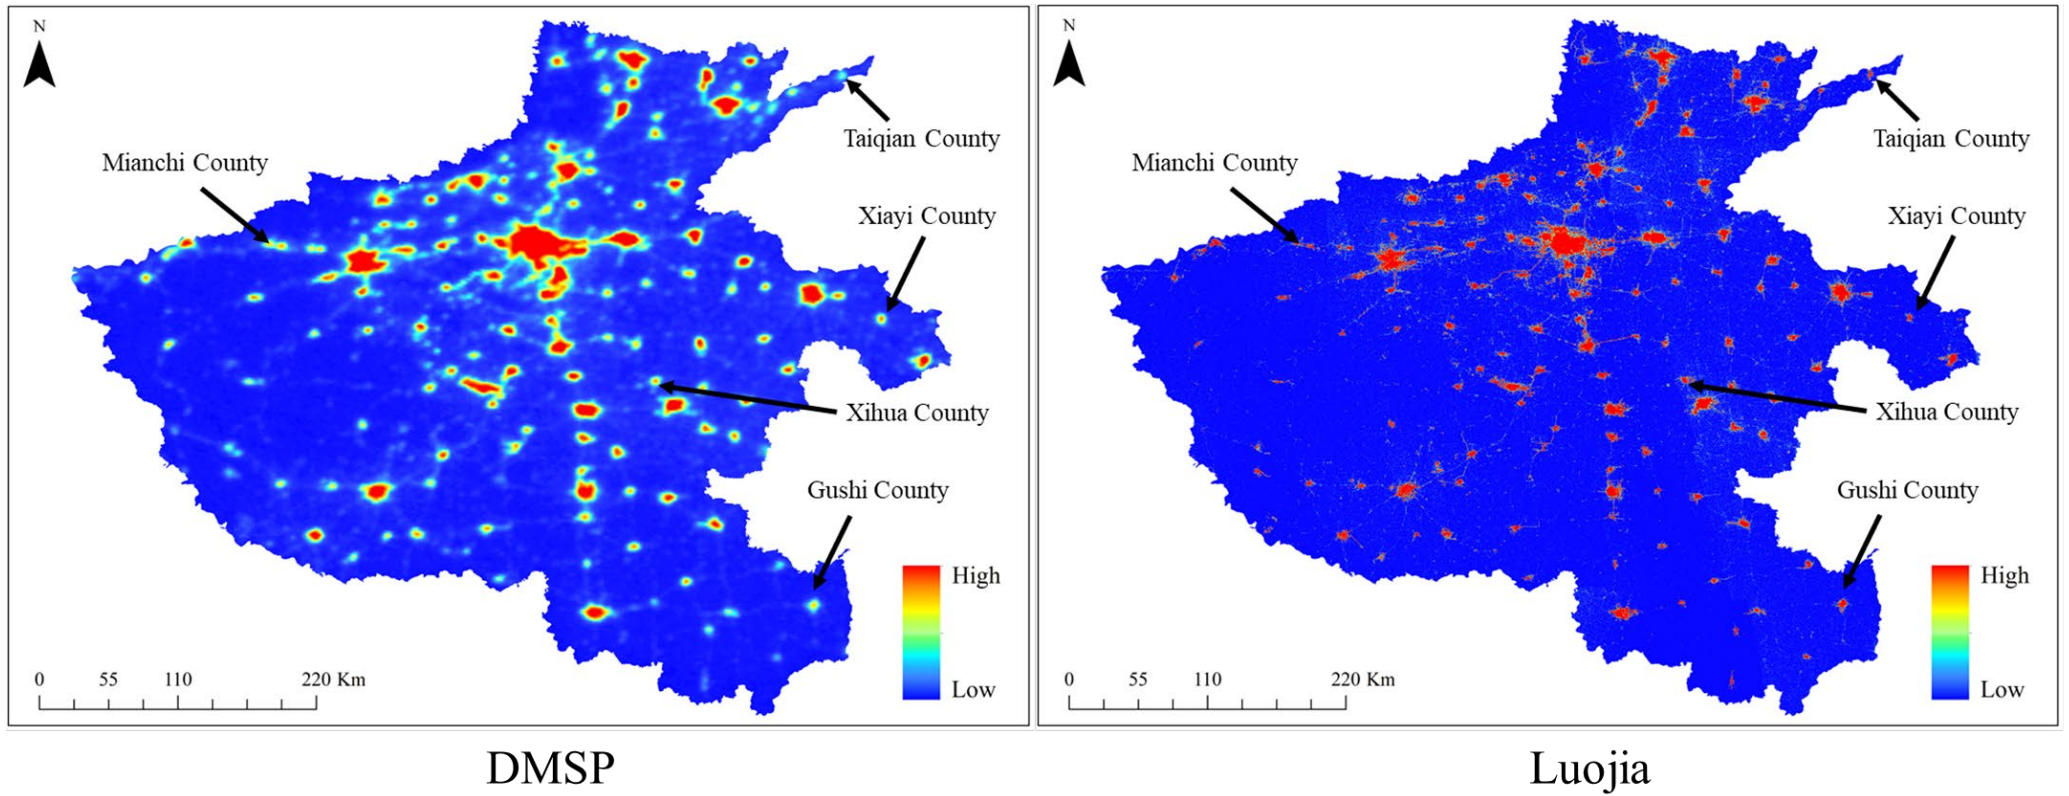 N
Mianchi County
Taiqian County
Xiayi County
Xihua County
Gushi County
High
Low
0 55 110 220 Km
DMSP
N
Mianchi County
Taiqian County
Xiayi County
Xihua County
Gushi County
High
Low
0 55 110 220 Km
Luojia